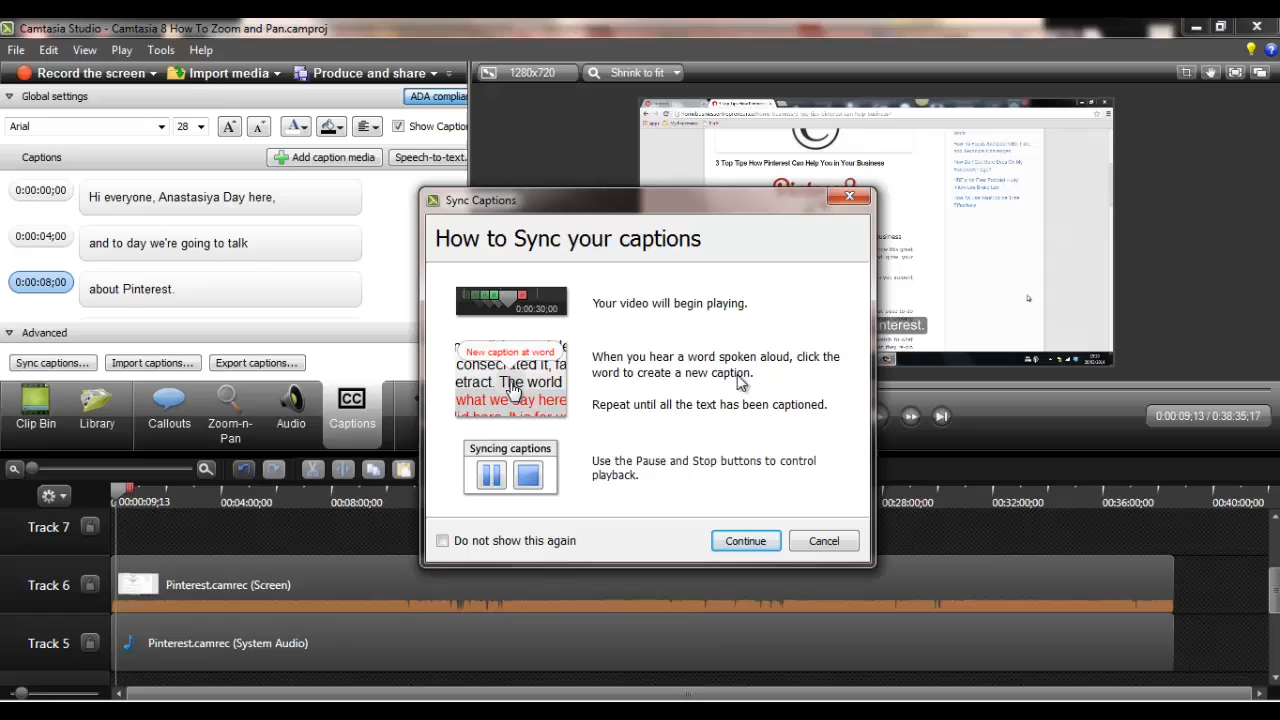 Camtasia Studio - Camtasia 8 How To Zoom and Pan.camproj
File Edit View Play Tools Help
Record the screen Import media Produce and share
1280x720 Shrink to fit
Global settings ADA complian
Arial 28 Show Caption
Captions Add caption media Speech-to-text.
0:00:00;00 Hi everyone, Anastasiya Day here,
0:00:04;00 and to day we're going to talk
0:00:08;00 about Pinterest.
Advanced
Sync captions... Import captions... Export captions...
Clip Bin Library Callouts Zoom-n-Pan Audio Captions
3 Top Tips How Pinterest Can Help You in Your Business
nterest.
Sync Captions
How to Sync your captions
0:00:30;00
Your video will begin playing.
New caption at word
etract. The world
what we say here
When you hear a word spoken aloud, click the
word to create a new caption.
Repeat until all the text has been captioned.
Syncing captions
Use the Pause and Stop buttons to control
playback.
Do not show this again Continue Cancel
0:00:09;13 / 0:38:35;17
00:00:09;13 00:04:00;00 00:08:00;00 00:28:00;00 00:32:00;00 00:36:00;00 00:40:00;00
Track 7
Track 6 Pinterest.camrec (Screen)
Track 5 Pinterest.camrec (System Audio)